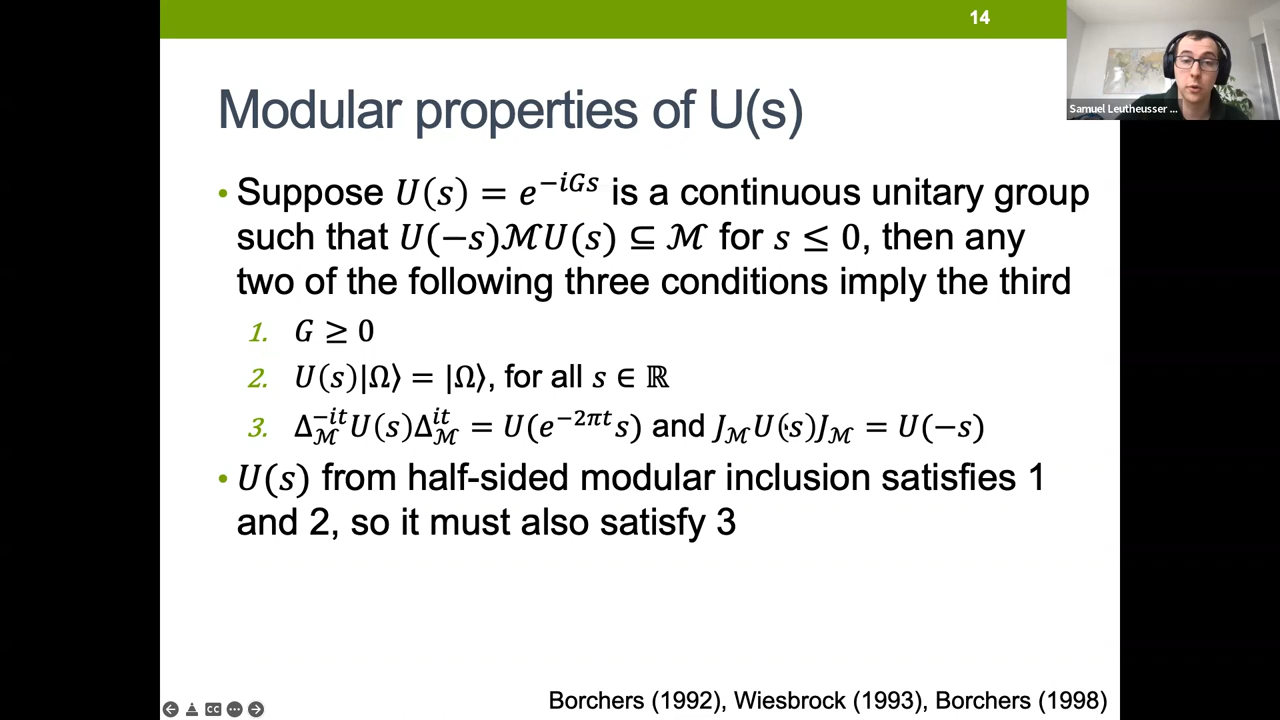 14
Samuel Leutheusser ...
Modular properties of U(s)
• Suppose 𝑈(𝑠) = 𝑒^{−𝑖𝐺𝑠} is a continuous unitary group
such that 𝑈(−𝑠)ℳ𝑈(𝑠) ⊆ ℳ for 𝑠 ≤ 0, then any
two of the following three conditions imply the third
1. 𝐺 ≥ 0
2. 𝑈(𝑠)|Ω⟩ = |Ω⟩, for all 𝑠 ∈ ℝ
3. Δ_ℳ^{−𝑖𝑡}𝑈(𝑠)Δ_ℳ^{𝑖𝑡} = 𝑈(𝑒^{−2𝜋𝑡}𝑠) and 𝐽_ℳ𝑈(𝑠)𝐽_ℳ = 𝑈(−𝑠)
• 𝑈(𝑠) from half-sided modular inclusion satisfies 1
and 2, so it must also satisfy 3
CC
Borchers (1992), Wiesbrock (1993), Borchers (1998)